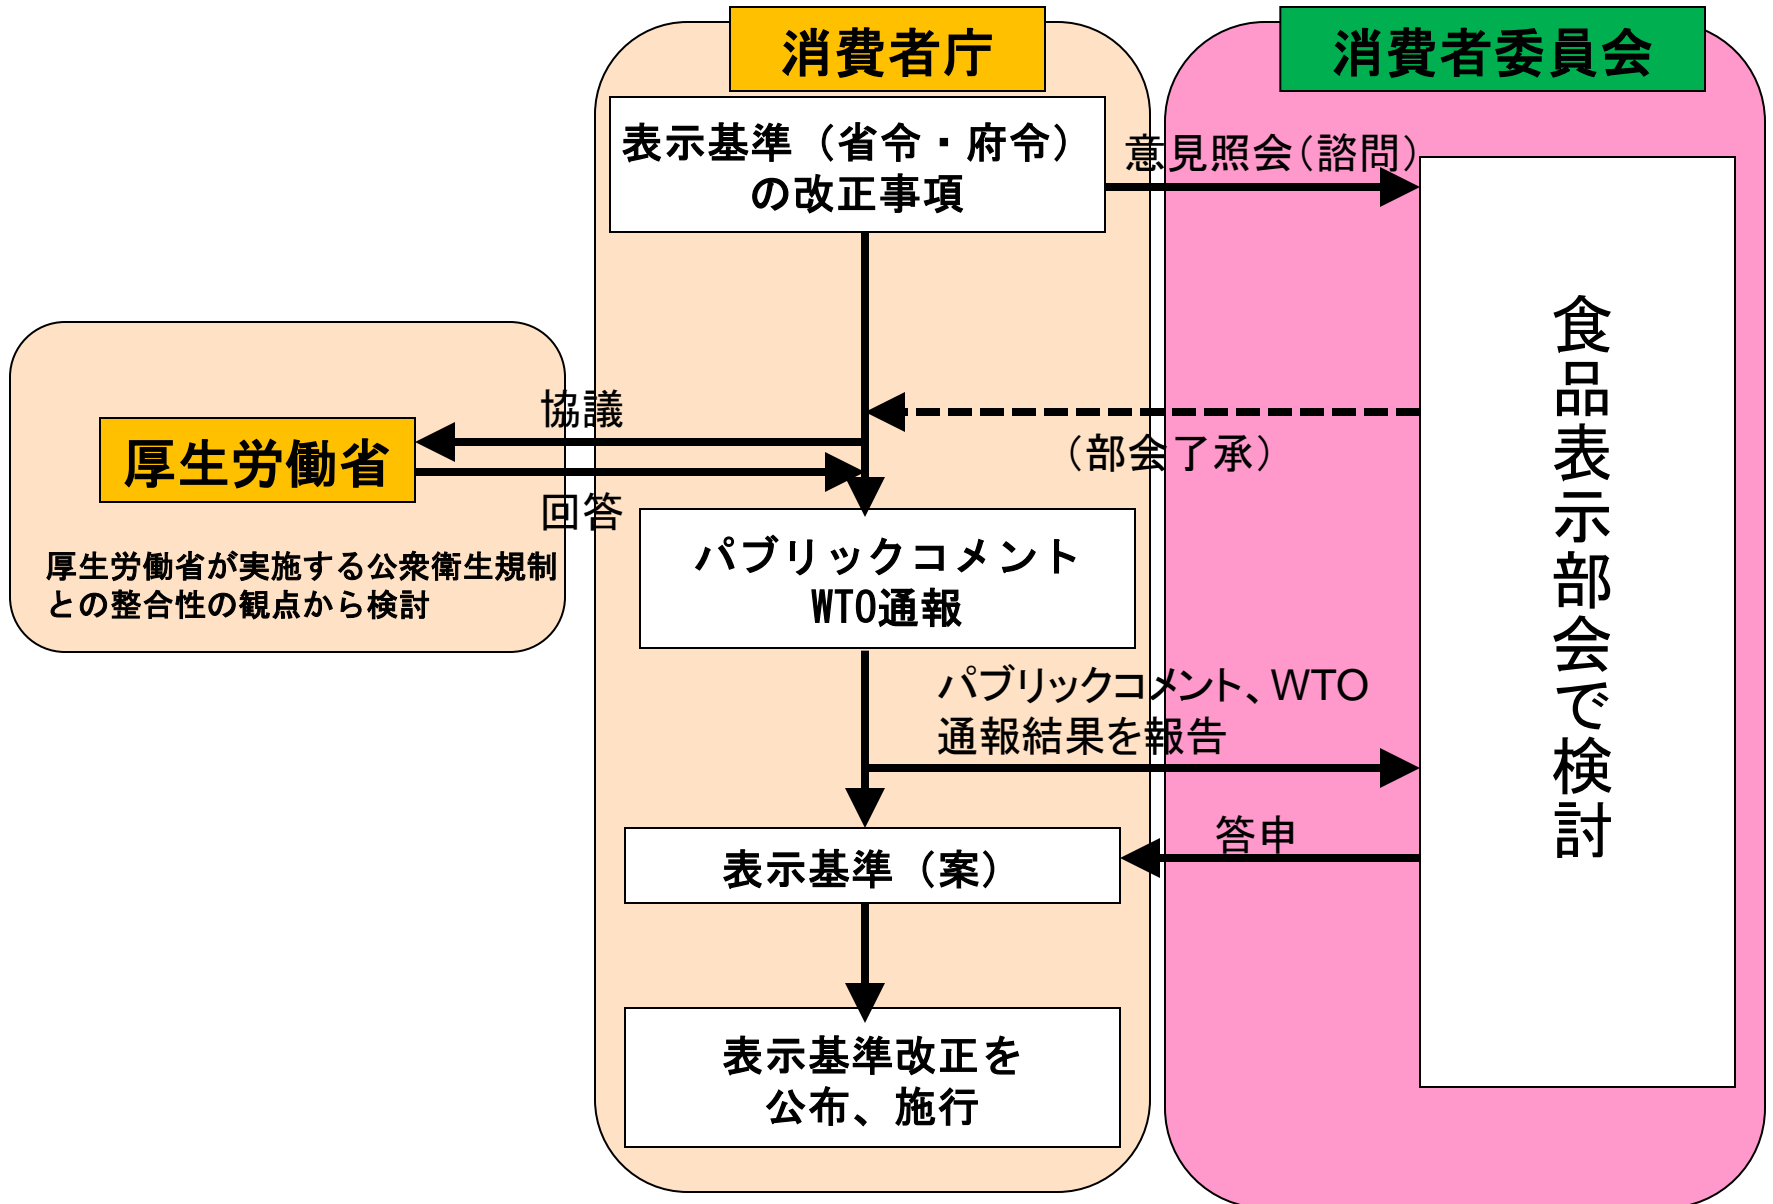 消費者庁
消費者委員会
表示基準（省令・府令）
の改正事項
意見照会（諮問）
協議
（部会了承）
厚生労働省
回答
厚生労働省が実施する公衆衛生規制
との整合性の観点から検討
パブリックコメント
WTO通報
パブリックコメント、WTO
通報結果を報告
答申
表示基準（案）
表示基準改正を
公布、施行
食品表示部会で検討